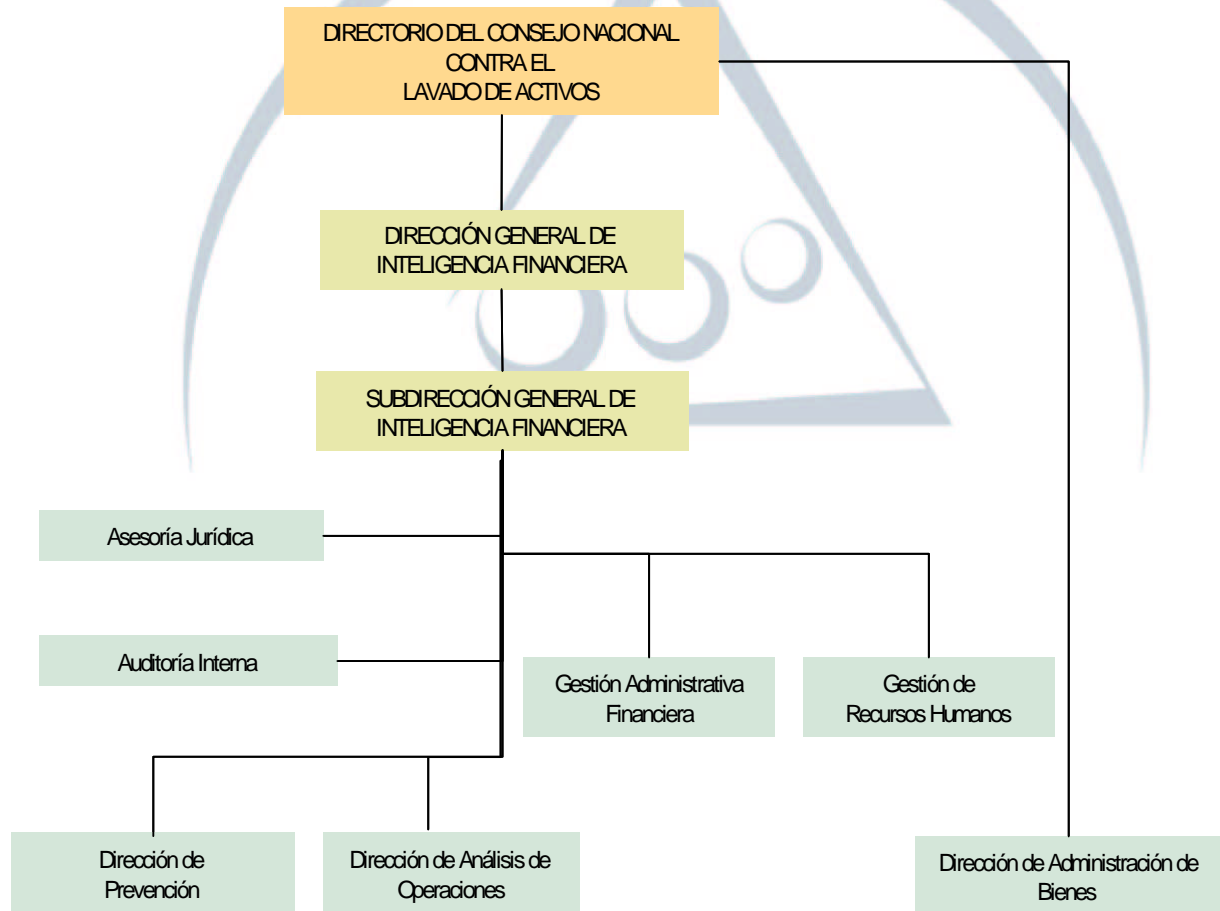 DIRECTORIO DEL CONSEJO NACIONAL
CONTRA EL
LAVADO DE ACTIVOS
DIRECCIÓN GENERAL DE
INTELIGENCIA FINANCIERA
SUBDIRECCIÓN GENERAL DE
INTELIGENCIA FINANCIERA
Asesoría Jurídica
Auditoría Interna
Gestión Administrativa
Financiera
Gestión de
Recursos Humanos
Dirección de
Prevención
Dirección de Análisis de
Operaciones
Dirección de Administración de
Bienes